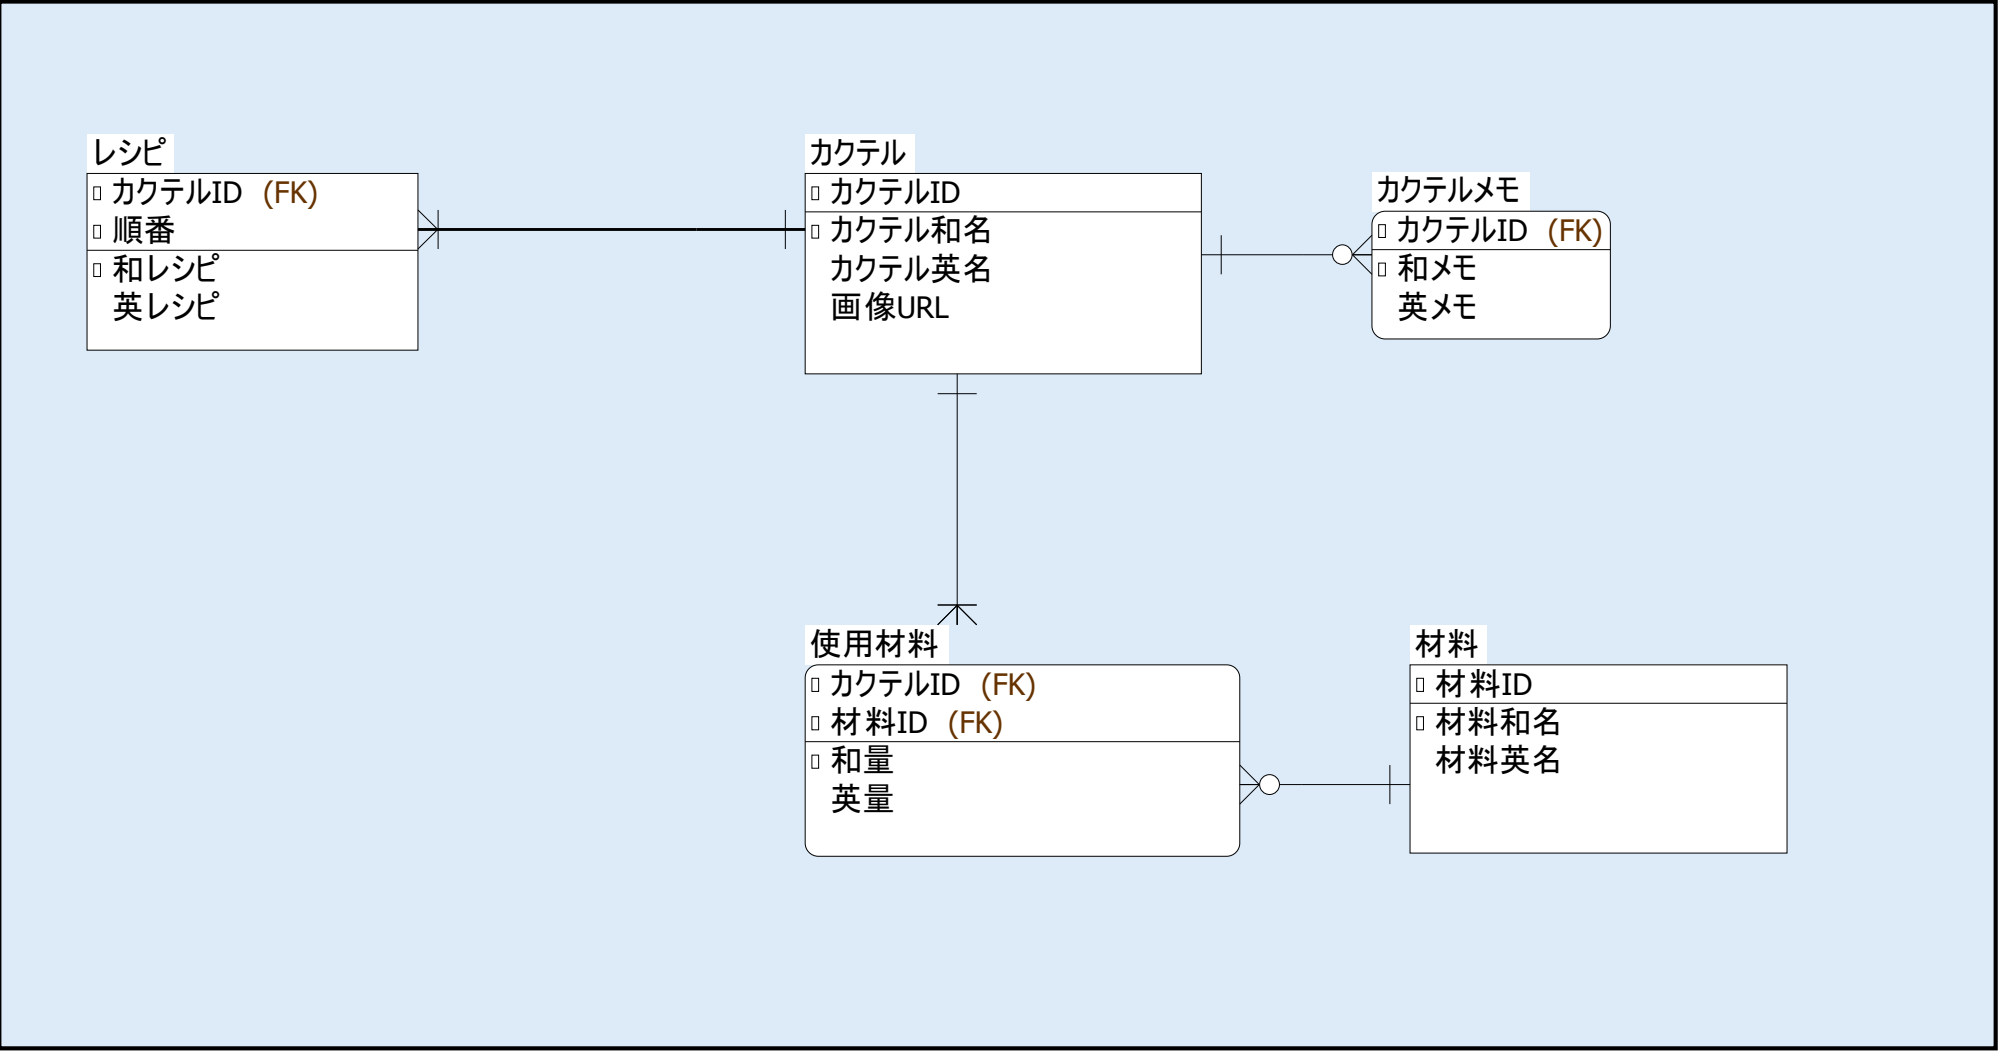 レシピ
カクテルID (FK)
順番
和レシピ
英レシピ
カクテル
カクテルID
カクテル和名
カクテル英名
画像URL
カクテルメモ
カクテルID (FK)
和メモ
英メモ
使用材料
カクテルID (FK)
材料ID (FK)
和量
英量
材料
材料ID
材料和名
材料英名